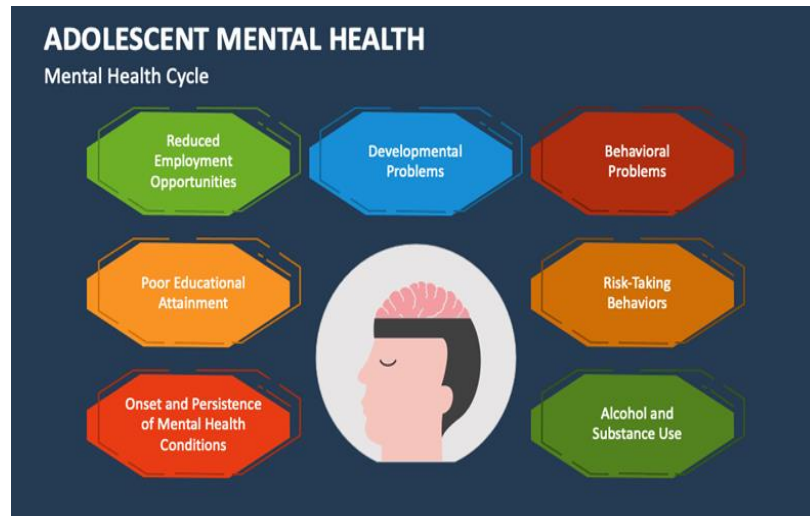 ADOLESCENT MENTAL HEALTH
Mental Health Cycle
Reduced
Employment
Opportunities
Developmental
Problems
Behavioral
Problems
Poor Educational
Attainment
Risk-Taking
Behaviors
Onset and Persistence
of Mental Health
Conditions
Alcohol and
Substance Use